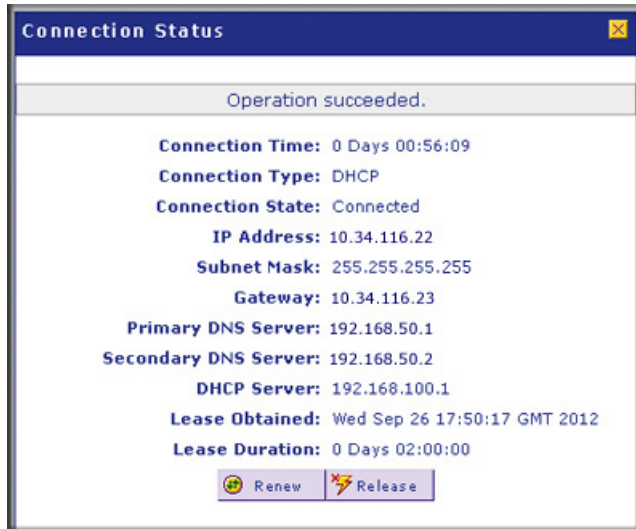 Connection Status
Operation succeeded.
Connection Time: 0 Days 00:56:09
Connection Type: DHCP
Connection State: Connected
IP Address: 10.34.116.22
Subnet Mask: 255.255.255.255
Gateway: 10.34.116.23
Primary DNS Server: 192.168.50.1
Secondary DNS Server: 192.168.50.2
DHCP Server: 192.168.100.1
Lease Obtained: Wed Sep 26 17:50:17 GMT 2012
Lease Duration: 0 Days 02:00:00
Renew Release